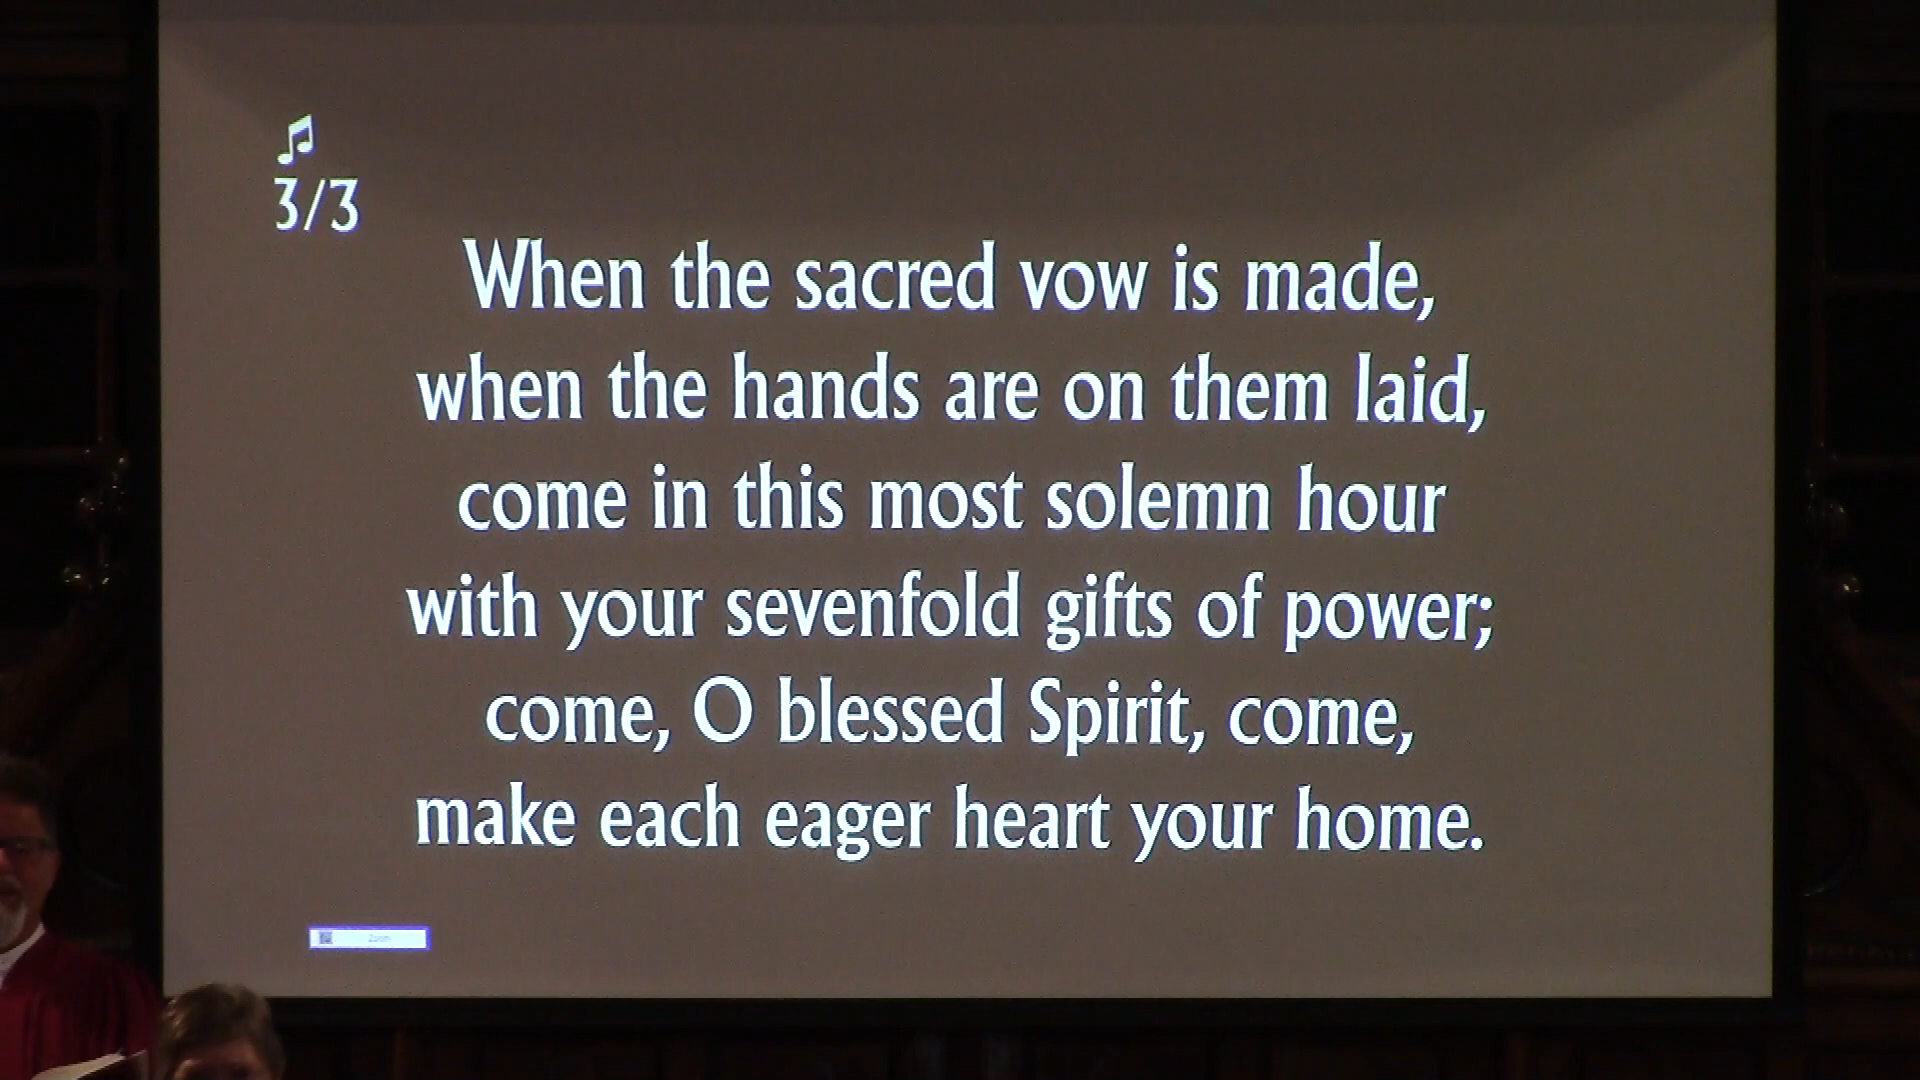 3/3
When the sacred vow is made,
when the hands are on them laid,
come in this most solemn hour
with your sevenfold gifts of power;
come, O blessed Spirit, come,
make each eager heart your home.